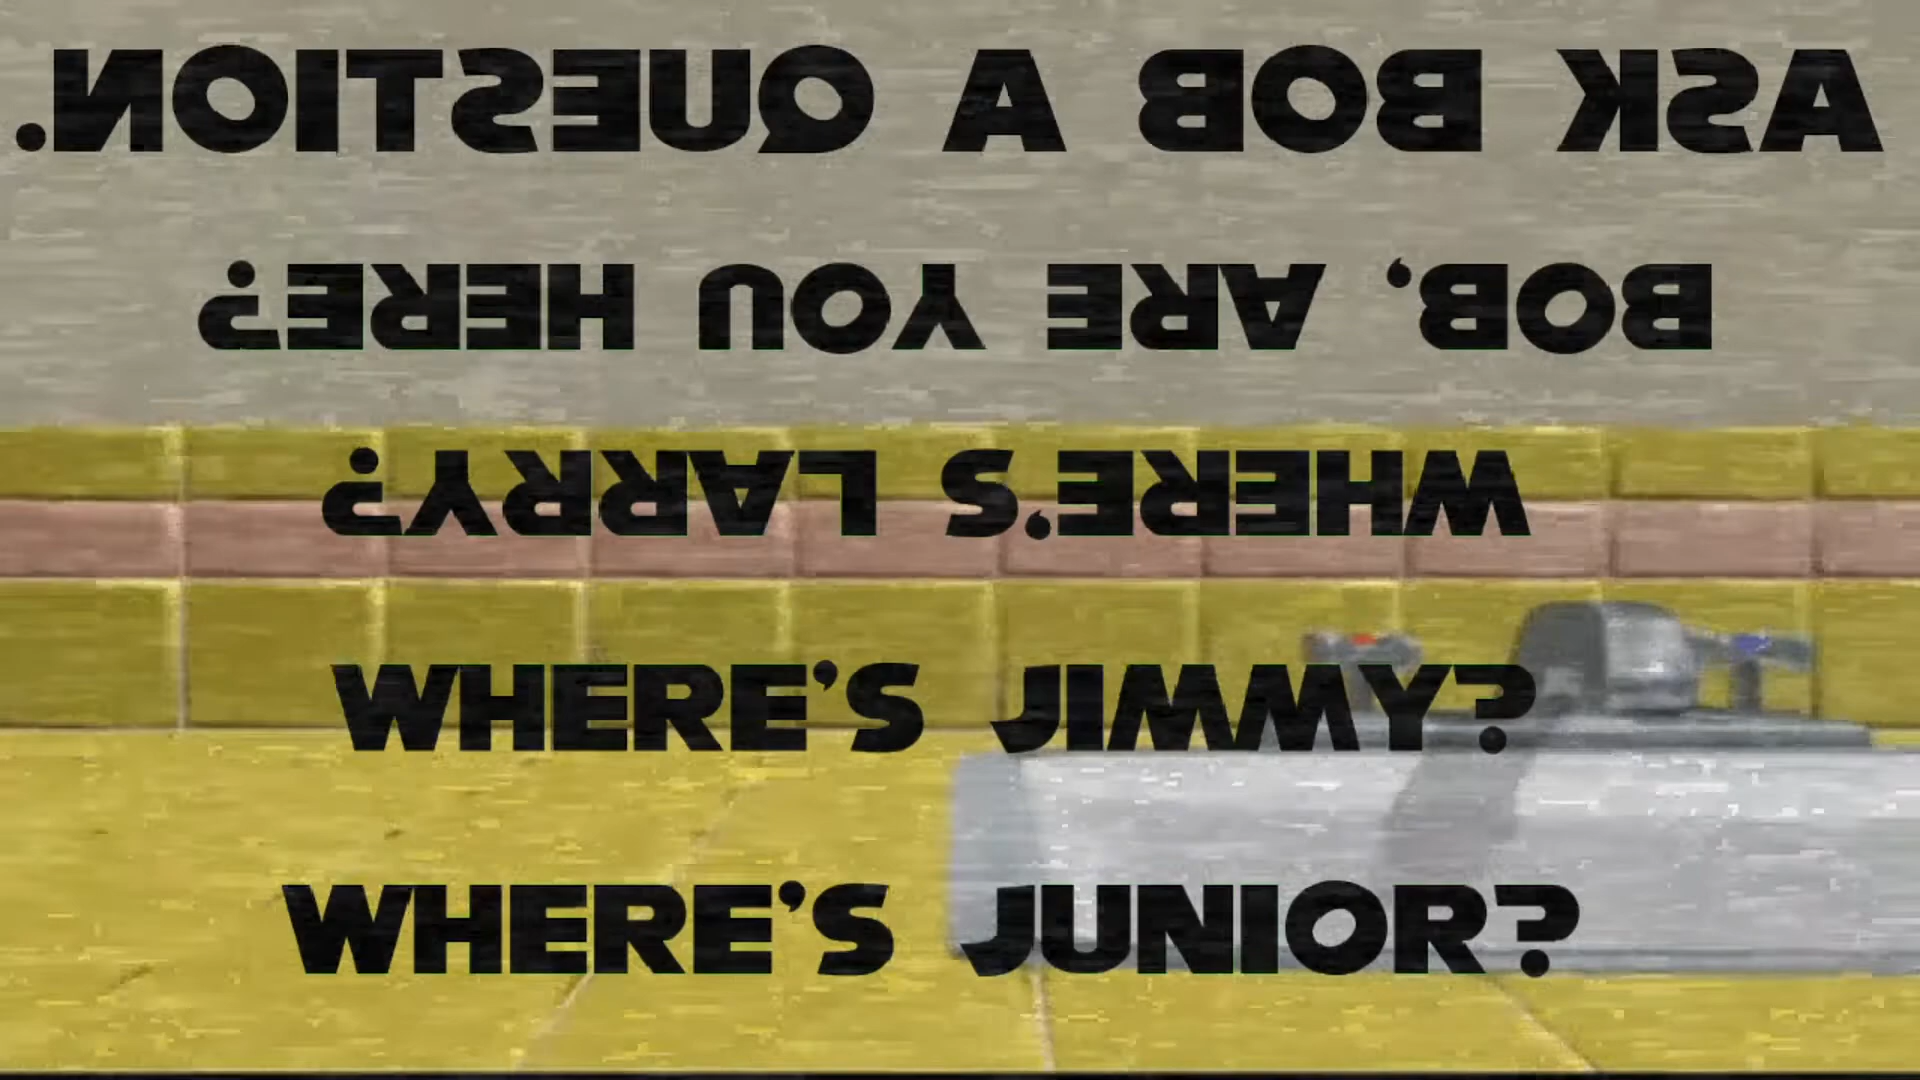 ASK BOB A QUESTION.
BOB, ARE YOU HERE?
WHERE'S LARRY?
WHERE'S JIMMY?
WHERE'S JUNIOR?